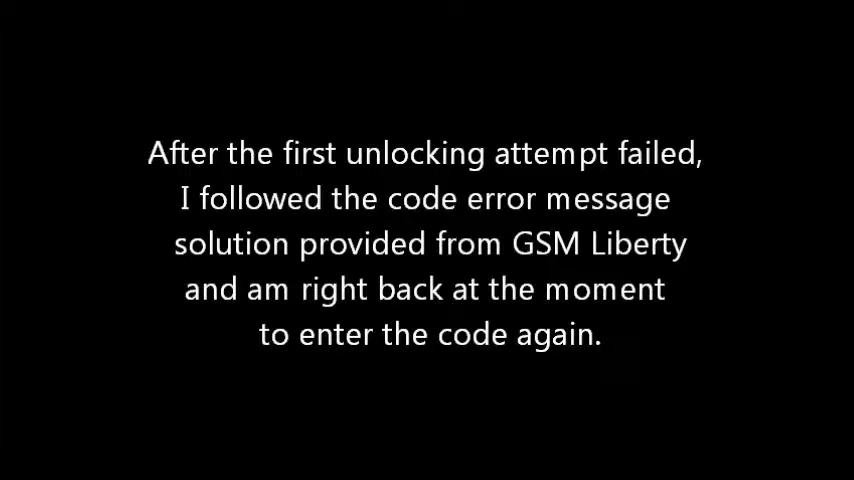 After the first unlocking attempt failed,
I followed the code error message
solution provided from GSM Liberty
and am right back at the moment
to enter the code again.